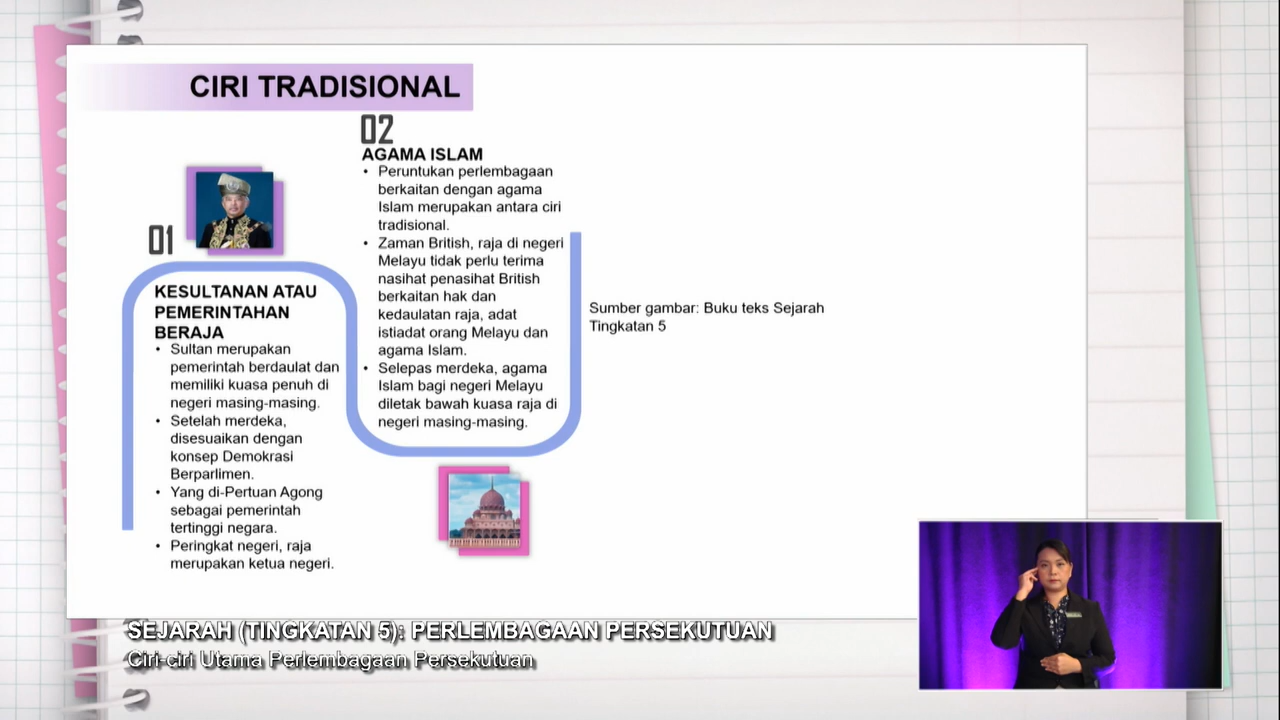 CIRI TRADISIONAL
01
KESULTANAN ATAU
PEMERINTAHAN
BERAJA
• Sultan merupakan
pemerintah berdaulat dan
memiliki kuasa penuh di
negeri masing-masing.
• Setelah merdeka,
disesuaikan dengan
konsep Demokrasi
Berparlimen.
• Yang di-Pertuan Agong
sebagai pemerintah
tertinggi negara.
• Peringkat negeri, raja
merupakan ketua negeri.
02
AGAMA ISLAM
• Peruntukan perlembagaan
berkaitan dengan agama
Islam merupakan antara ciri
tradisional.
• Zaman British, raja di negeri
Melayu tidak perlu terima
nasihat penasihat British
berkaitan hak dan
kedaulatan raja, adat
istiadat orang Melayu dan
agama Islam.
• Selepas merdeka, agama
Islam bagi negeri Melayu
diletak bawah kuasa raja di
negeri masing-masing.
Sumber gambar: Buku teks Sejarah
Tingkatan 5
SEJARAH (TINGKATAN 5): PERLEMBAGAAN PERSEKUTUAN
Ciri-ciri Utama Perlembagaan Persekutuan